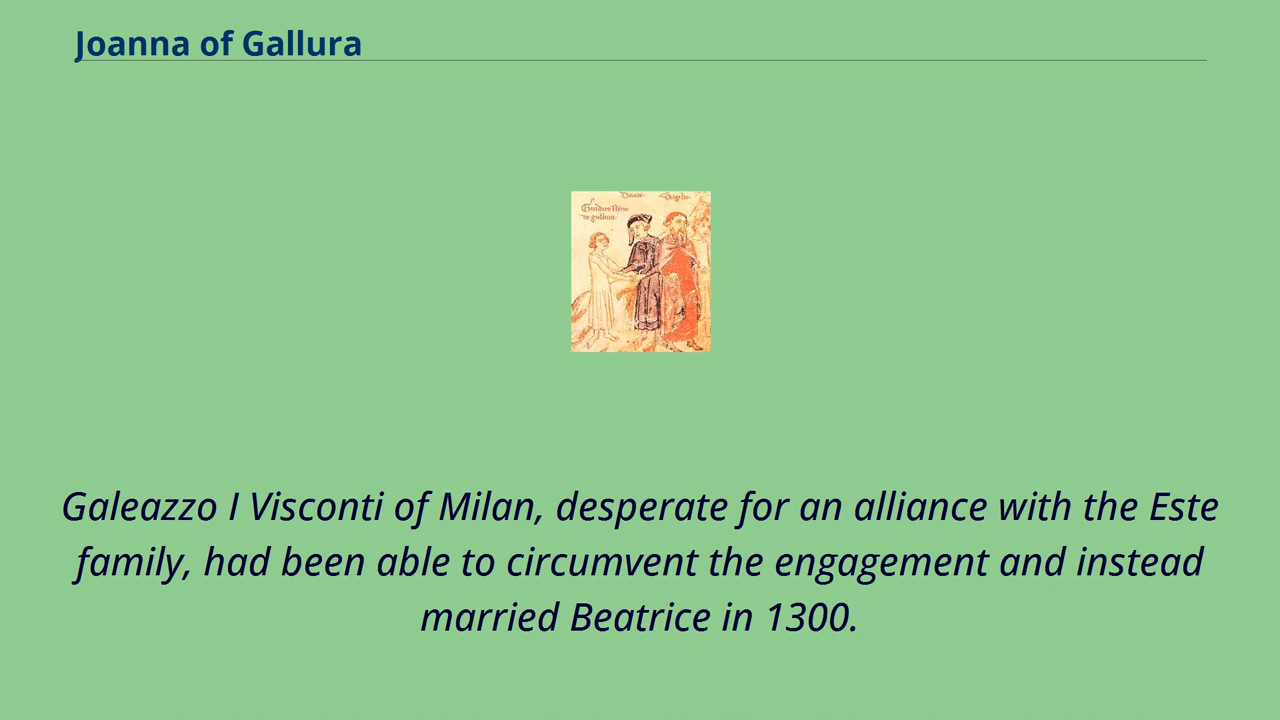 Joanna of Gallura
Galeazzo I Visconti of Milan, desperate for an alliance with the Este
family, had been able to circumvent the engagement and instead
married Beatrice in 1300.